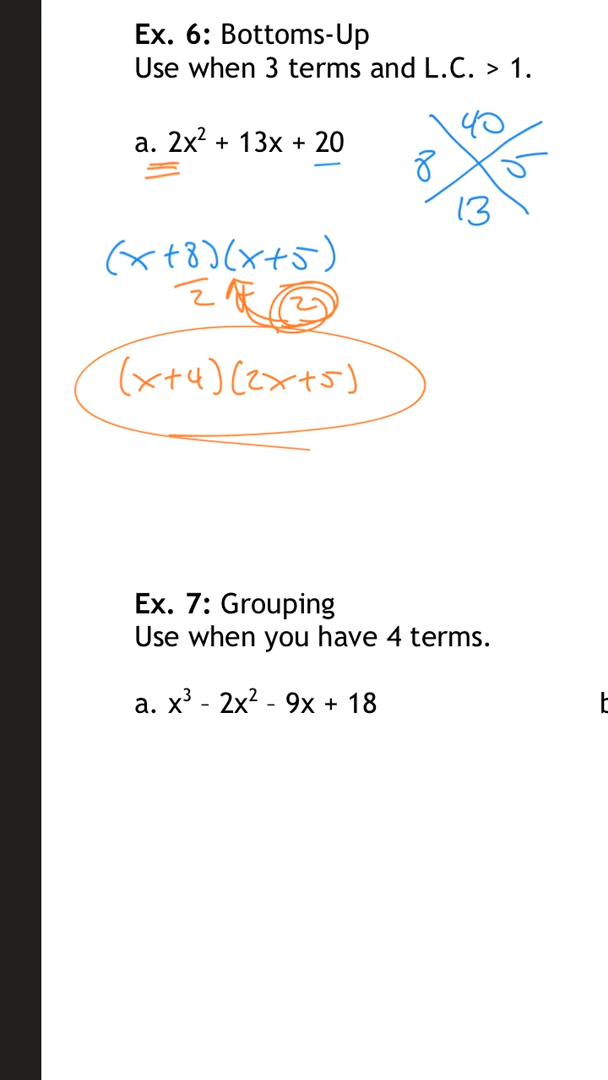 Ex. 6: Bottoms-Up
Use when 3 terms and L.C. > 1.
a. 2x² + 13x + 20
40
8 5
13
(x+8)(x+5)
2 2
(x+4)(2x+5)
Ex. 7: Grouping
Use when you have 4 terms.
a. x³ - 2x² - 9x + 18